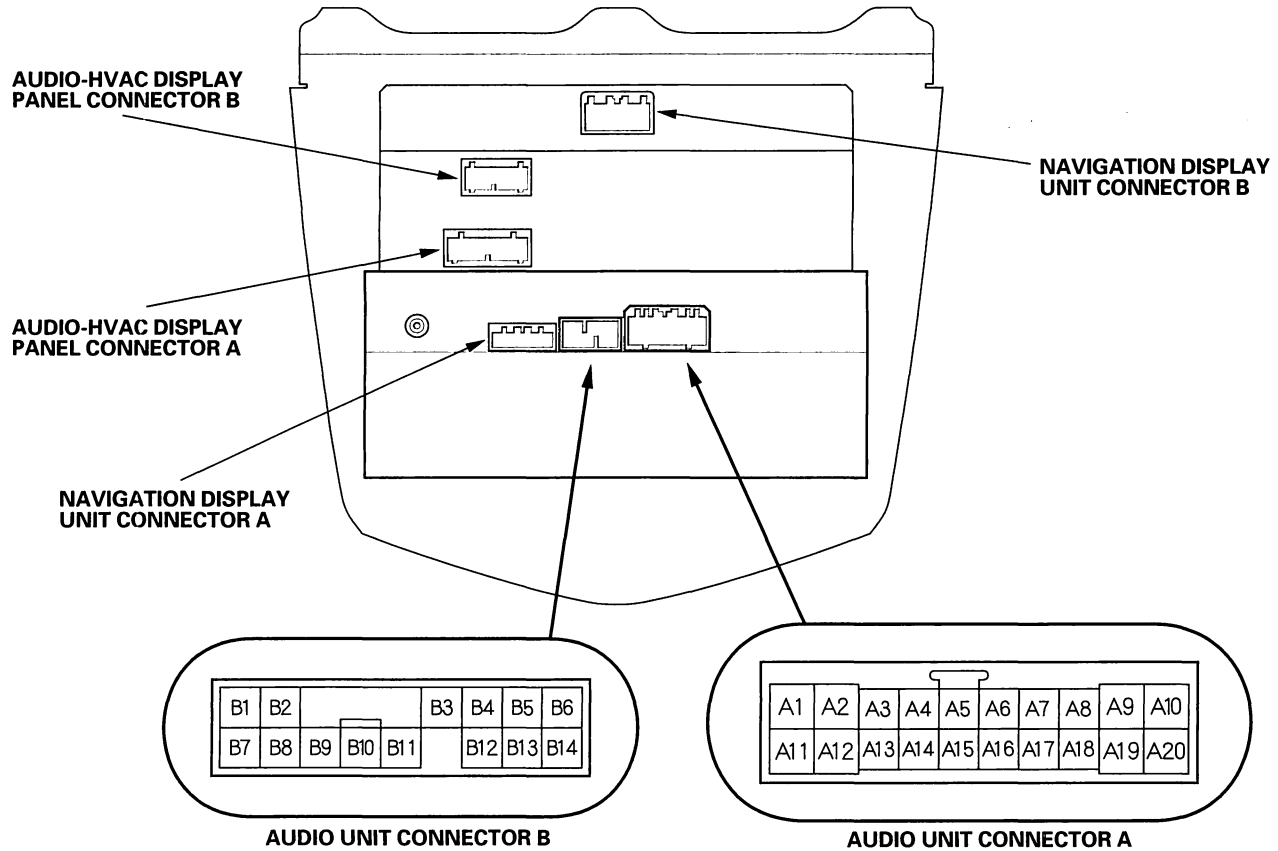 AUDIO-HVAC DISPLAY
PANEL CONNECTOR B
NAVIGATION DISPLAY
UNIT CONNECTOR B
AUDIO-HVAC DISPLAY
PANEL CONNECTOR A
NAVIGATION DISPLAY
UNIT CONNECTOR A
B1 B2 B3 B4 B5 B6
B7 B8 B9 B10 B11 B12 B13 B14
AUDIO UNIT CONNECTOR B
A1 A2 A3 A4 A5 A6 A7 A8 A9 A10
A11 A12 A13 A14 A15 A16 A17 A18 A19 A20
AUDIO UNIT CONNECTOR A